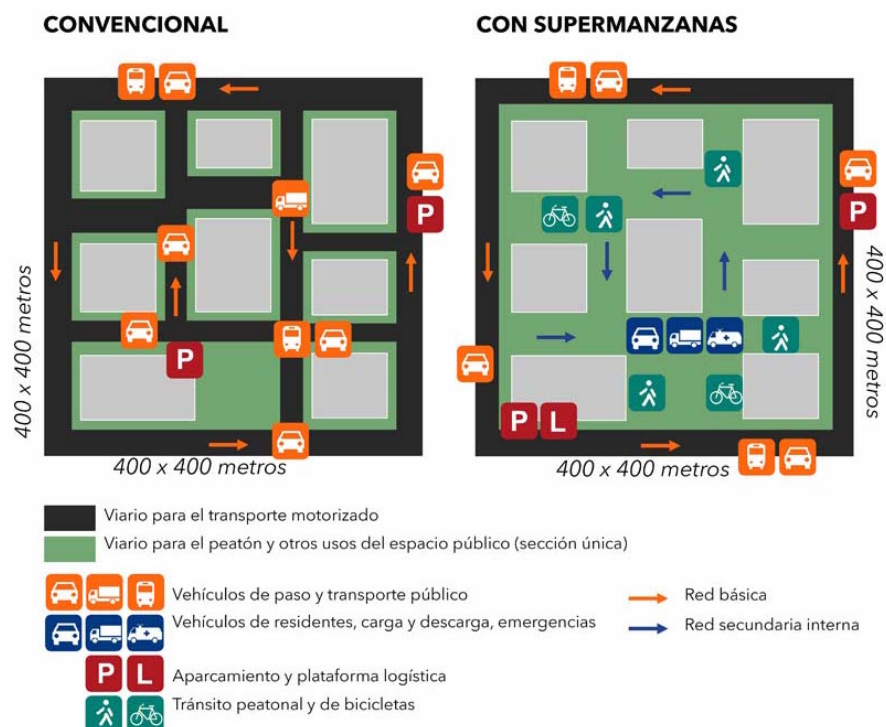 CONVENCIONAL
CON SUPERMANZANAS
P
P
P
400 x 400 metros
400 x 400 metros
P L
400 x 400 metros
400 x 400 metros
Viario para el transporte motorizado
Viario para el peatón y otros usos del espacio público (sección única)
Vehículos de paso y transporte público
Red básica
Vehículos de residentes, carga y descarga, emergencias
Red secundaria interna
P L
Aparcamiento y plataforma logística
Tránsito peatonal y de bicicletas